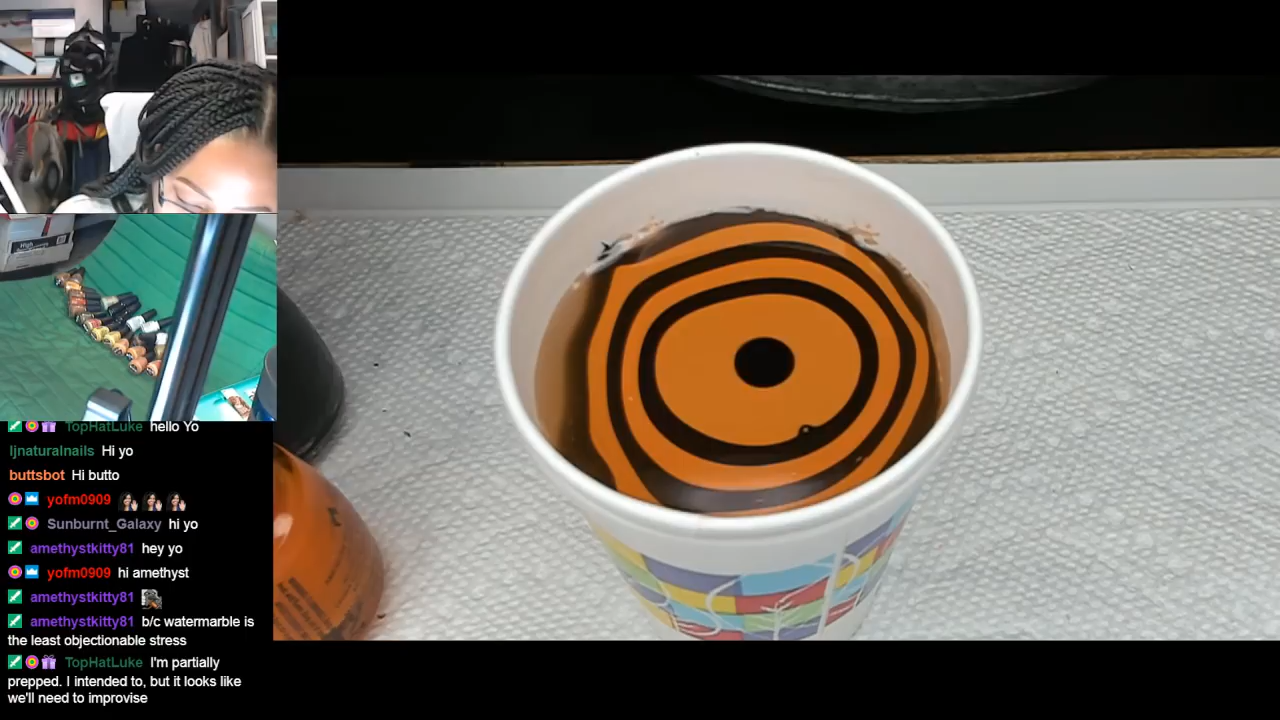 High
TopHatLuke hello Yo
ljnaturalnails Hi yo
buttsbot Hi butto
yofm0909
Sunburnt_Galaxy hi yo
amethystkitty81 hey yo
yofm0909 hi amethyst
amethystkitty81
amethystkitty81 b/c watermarble is
the least objectionable stress
TopHatLuke I'm partially
prepped. I intended to, but it looks like
we'll need to improvise